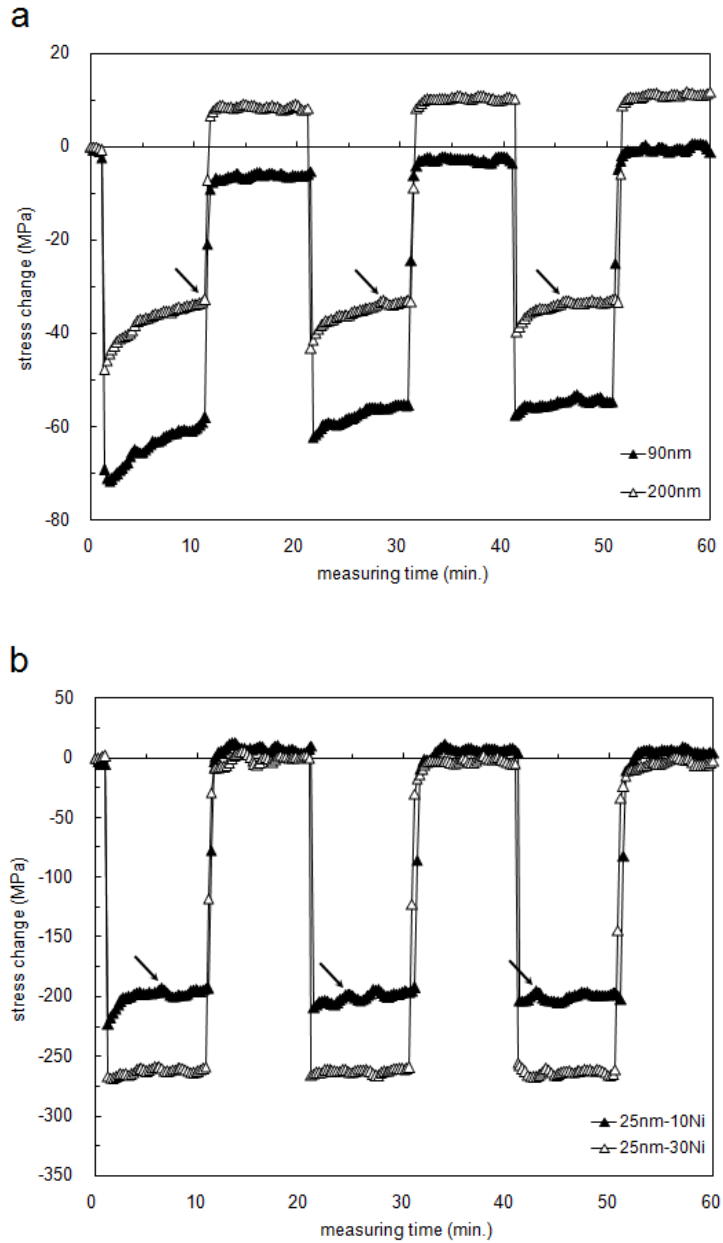 a
20
0
-20
-40
-60
-80
stress change (MPa)
0 10 20 30 40 50 60
measuring time (min.)
90nm
200nm
b
50
0
-50
-100
-150
-200
-250
-300
-350
stress change (MPa)
0 10 20 30 40 50 60
measuring time (min.)
25nm-10Ni
25nm-30Ni